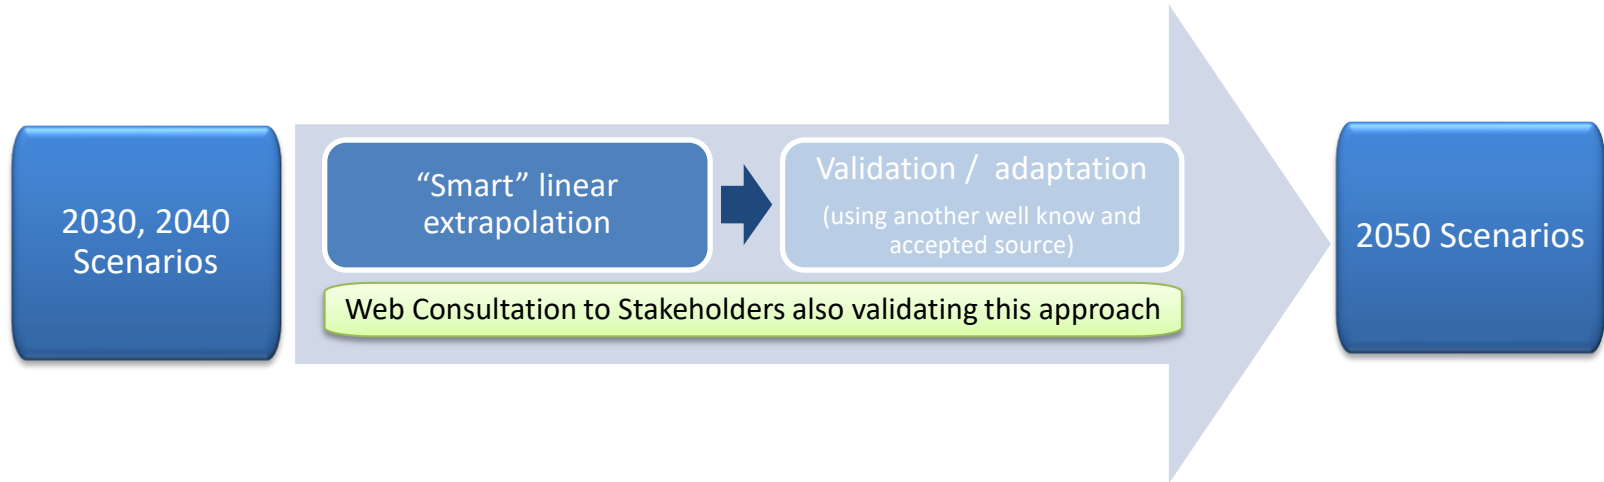 2030, 2040
Scenarios
“Smart” linear
extrapolation
Validation / adaptation
(using another well know and
accepted source)
Web Consultation to Stakeholders also validating this approach
2050 Scenarios